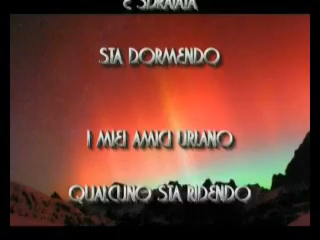 È SDRAIATA
STA DORMENDO
I MIEI AMICI URLANO
QUALCUNO STA RIDENDO